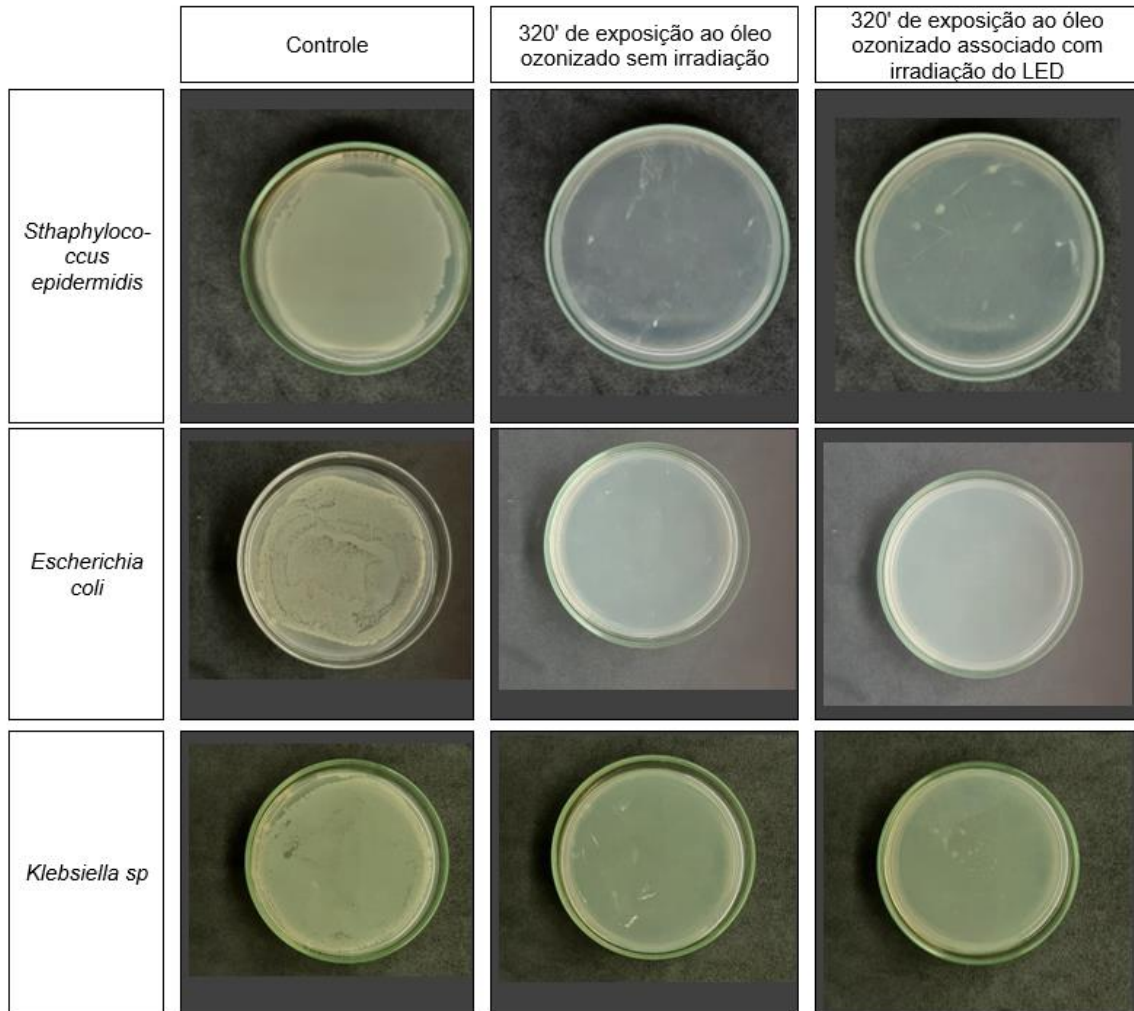 Controle
320' de exposição ao óleo
ozonizado sem irradiação
320' de exposição ao óleo
ozonizado associado com
irradiação do LED
Sthaphyloco-
ccus
epidermidis
Escherichia
coli
Klebsiella sp